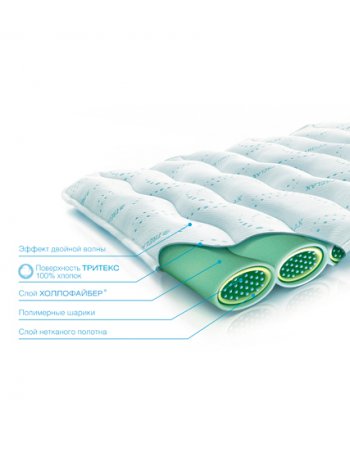 Эффект двойной волны
Поверхность ТРИТЕКС
100% хлопок
Слой ХОЛЛОФАЙБЕР®
Полимерные шарики
Слой нетканого полотна